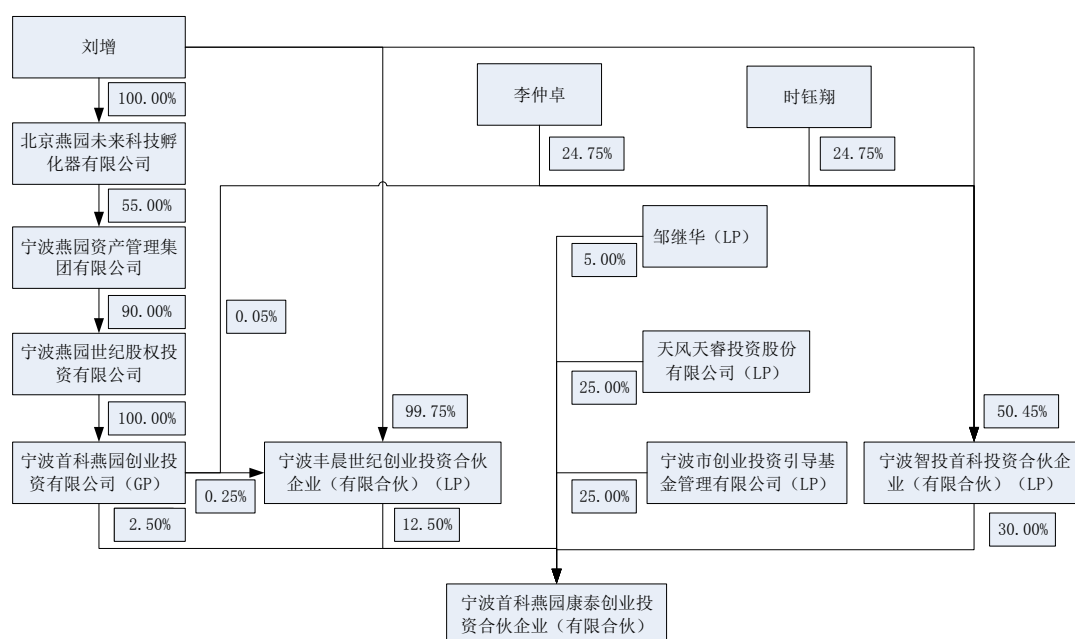 刘增
100.00%
李仲卓
时钰翔
北京燕园未来科技孵
化器有限公司
24.75%
24.75%
55.00%
宁波燕园资产管理集
团有限公司
邹继华（LP）
5.00%
90.00%
0.05%
宁波燕园世纪股权投
资有限公司
天风天睿投资股份
有限公司（LP）
25.00%
100.00%
99.75%
50.45%
宁波首科燕园创业投
资有限公司（GP）
宁波丰晨世纪创业投资合伙
企业（有限合伙）（LP）
宁波市创业投资引导基
金管理有限公司（LP）
宁波智投首科投资合伙企
业（有限合伙）（LP）
0.25%
25.00%
2.50%
12.50%
30.00%
宁波首科燕园康泰创业投
资合伙企业（有限合伙）